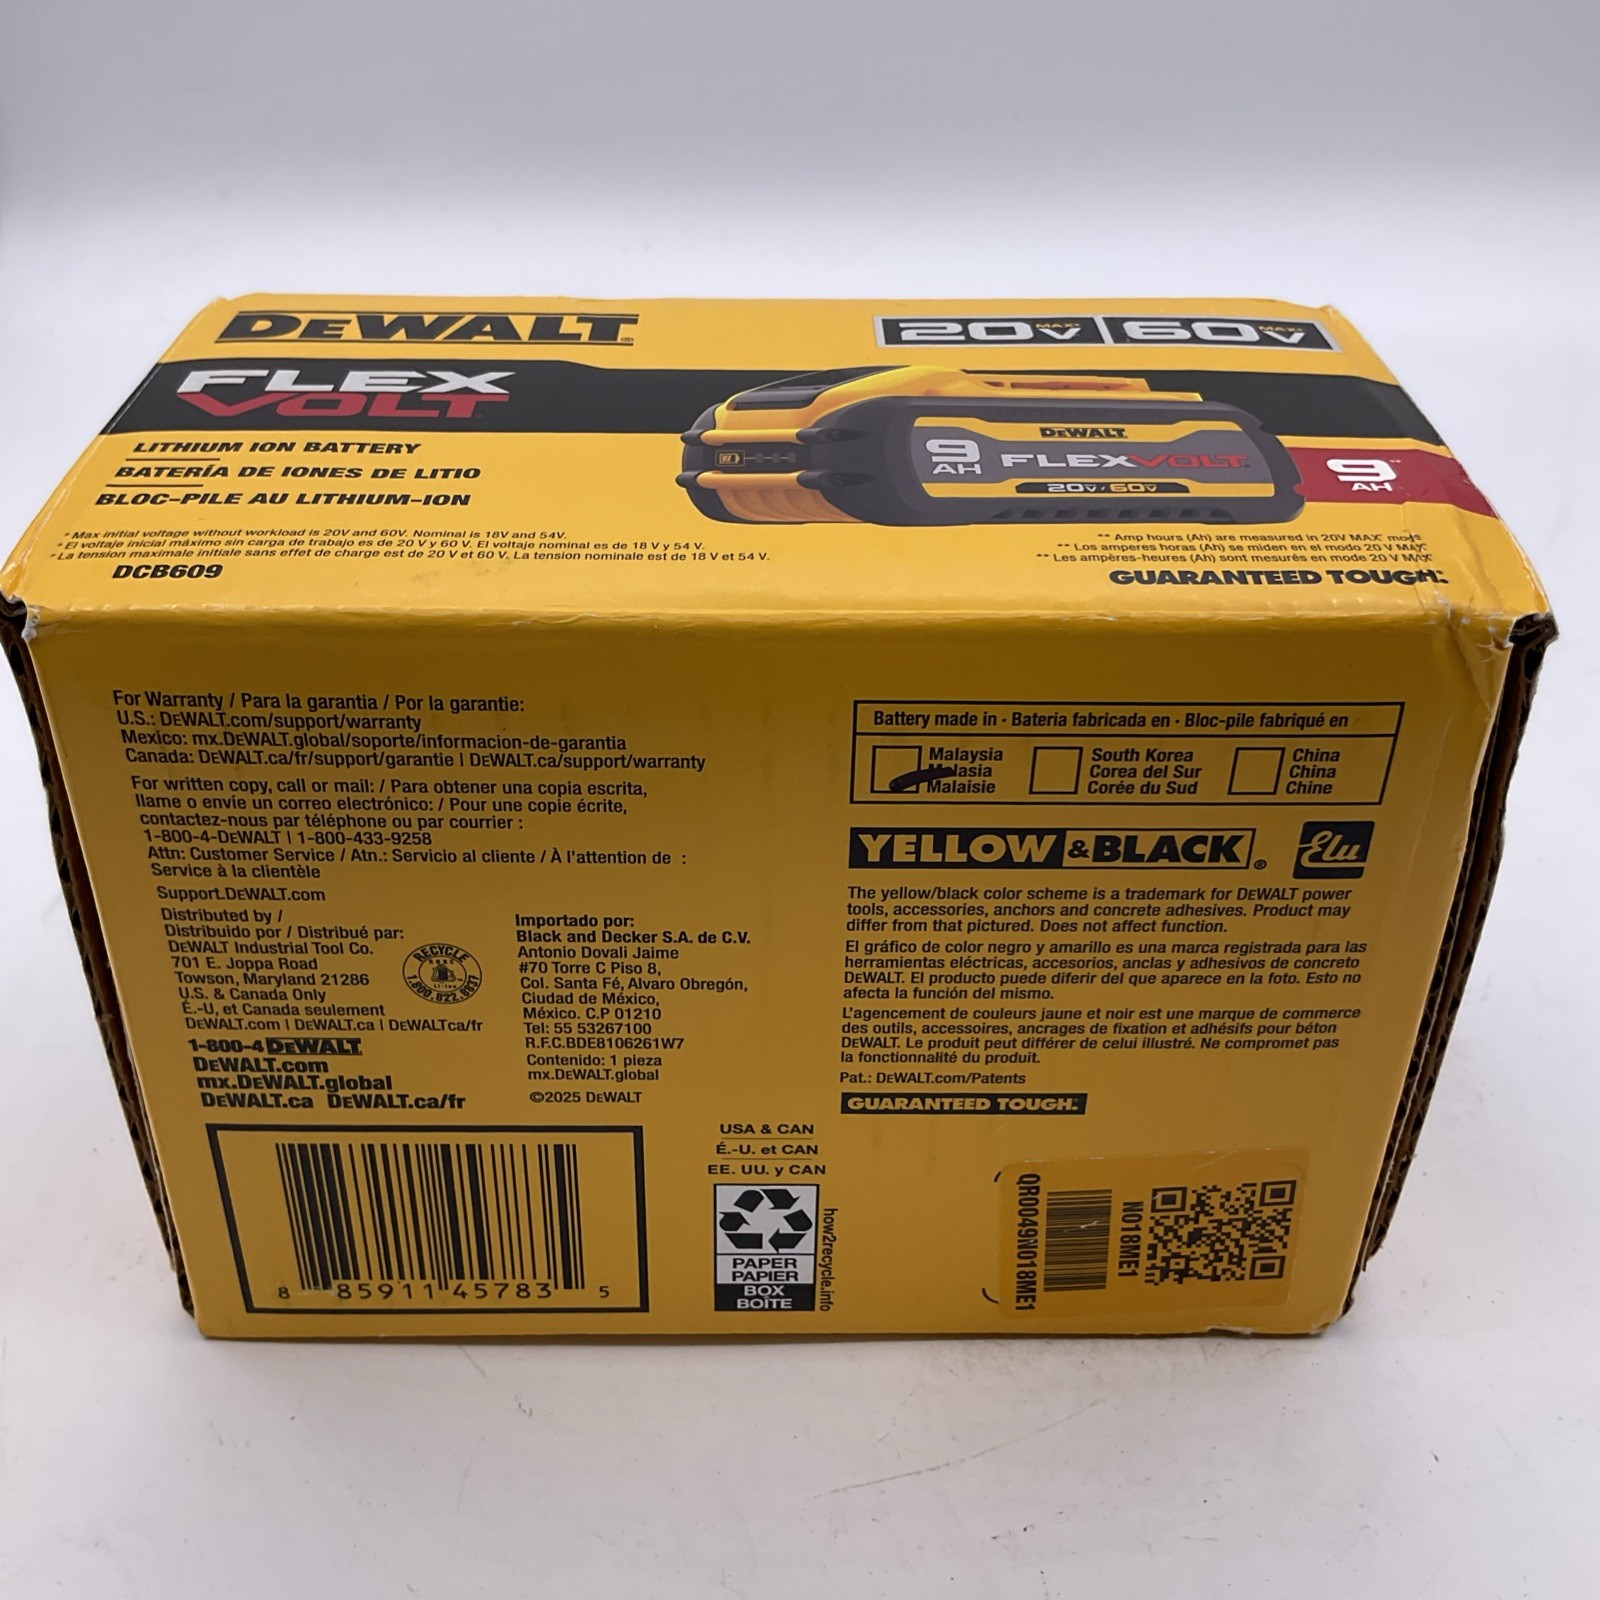 DEWALT®
20V MAX* 60V MAX*
FLEX
VOLT
LITHIUM ION BATTERY
BATERÍA DE IONES DE LITIO
BLOC-PILE AU LITHIUM-ION
DEWALT
9 AH FLEXVOLT
20V / 60V
9** AH
* Max initial voltage without workload is 20V and 60V. Nominal is 18V and 54V.
* El voltaje inicial máximo sin carga de trabajo es de 20 V y 60 V. El voltaje nominal es de 18 V y 54 V.
* La tension maximale initiale sans effet de charge est de 20 V et 60 V. La tension nominale est de 18 V et 54 V.
DCB609
** Amp hours (Ah) are measured in 20V MAX* mode
** Los amperes horas (Ah) se miden en el modo 20 V MAX*
** Les ampères-heures (Ah) sont mesurés en mode 20 V MAX*
GUARANTEED TOUGH.
For Warranty / Para la garantia / Por la garantie:
U.S.: DEWALT.com/support/warranty
Mexico: mx.DEWALT.global/soporte/informacion-de-garantia
Canada: DEWALT.ca/fr/support/garantie | DEWALT.ca/support/warranty
For written copy, call or mail: / Para obtener una copia escrita,
llame o envíe un correo electrónico: / Pour une copie écrite,
contactez-nous par téléphone ou par courrier :
1-800-4-DEWALT | 1-800-433-9258
Attn: Customer Service / Atn.: Servicio al cliente / À l'attention de :
Service à la clientèle
Support.DEWALT.com
Distributed by /
Distribuido por / Distribué par:
DEWALT Industrial Tool Co.
701 E. Joppa Road
Towson, Maryland 21286
U.S. & Canada Only
É.-U, et Canada seulement
DEWALT.com | DEWALT.ca | DEWALTca/fr
1-800-4 DEWALT
DEWALT.com
mx.DEWALT.global
DEWALT.ca DEWALT.ca/fr
RECYCLE
RBRC
Li-Ion
1.800.822.8837
Importado por:
Black and Decker S.A. de C.V.
Antonio Dovali Jaime
#70 Torre C Piso 8,
Col. Santa Fé, Alvaro Obregón,
Ciudad de México,
México. C.P 01210
Tel: 55 53267100
R.F.C.BDE8106261W7
Contenido: 1 pieza
mx.DEWALT.global
©2025 DEWALT
8 85911 45783 5
USA & CAN
É.-U. et CAN
EE. UU. y CAN
PAPER
PAPIER
BOX
BOÎTE
how2recycle.info
Battery made in · Bateria fabricada en · Bloc-pile fabriqué en
Malaysia
Malasia
Malaisie
South Korea
Corea del Sur
Corée du Sud
China
China
Chine
YELLOW & BLACK®
Elu
The yellow/black color scheme is a trademark for DEWALT power
tools, accessories, anchors and concrete adhesives. Product may
differ from that pictured. Does not affect function.
El gráfico de color negro y amarillo es una marca registrada para las
herramientas eléctricas, accesorios, anclas y adhesivos de concreto
DEWALT. El producto puede diferir del que aparece en la foto. Esto no
afecta la función del mismo.
L'agencement de couleurs jaune et noir est une marque de commerce
des outils, accessoires, ancrages de fixation et adhésifs pour béton
DEWALT. Le produit peut différer de celui illustré. Ne compromet pas
la fonctionnalité du produit.
Pat.: DEWALT.com/Patents
GUARANTEED TOUGH.
N018ME1
QR0049N018ME1